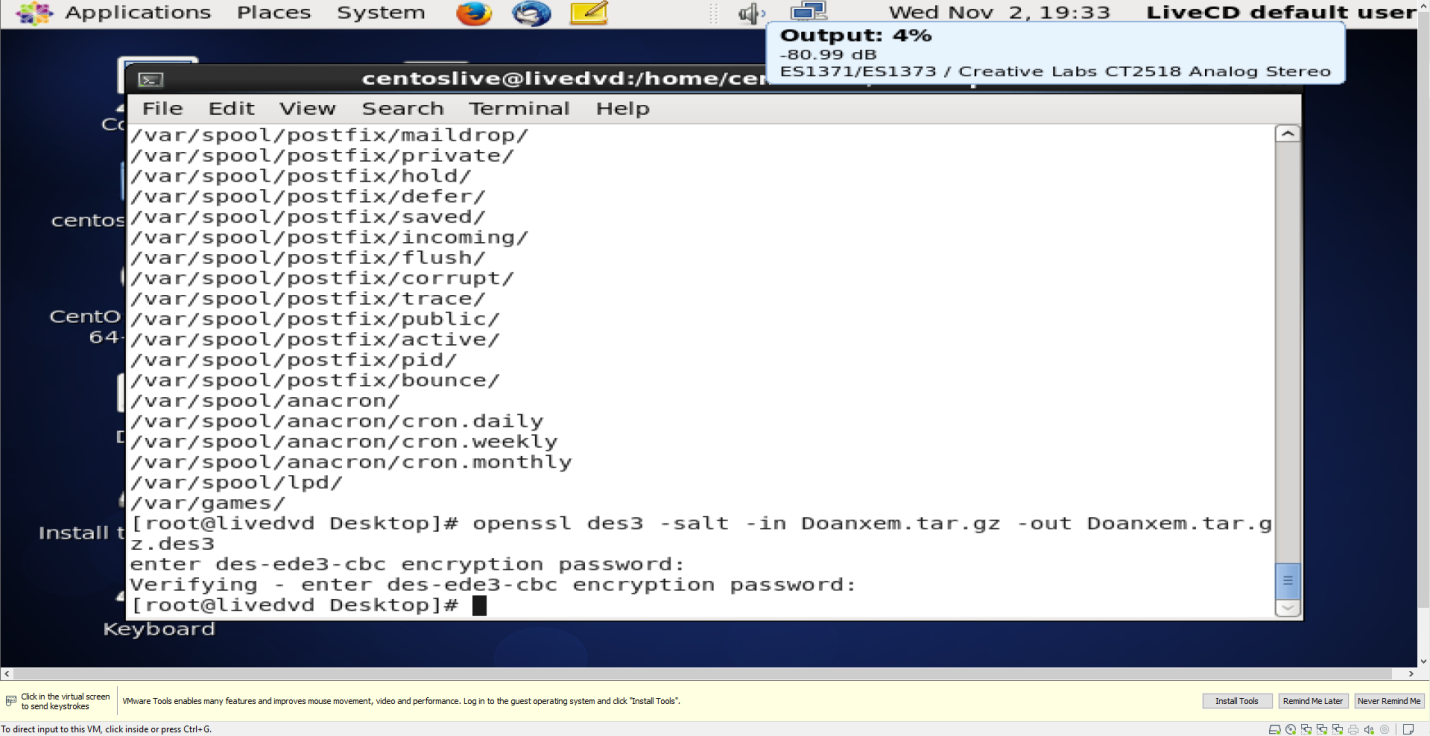 Applications Places System Wed Nov 2, 19:33 LiveCD default user
Output: 4%
-80.99 dB
ES1371/ES1373 / Creative Labs CT2518 Analog Stereo
centoslive@livedvd:/home/cen
File Edit View Search Terminal Help
/var/spool/postfix/maildrop/
/var/spool/postfix/private/
/var/spool/postfix/hold/
/var/spool/postfix/defer/
/var/spool/postfix/saved/
/var/spool/postfix/incoming/
/var/spool/postfix/flush/
/var/spool/postfix/corrupt/
/var/spool/postfix/trace/
/var/spool/postfix/public/
/var/spool/postfix/active/
/var/spool/postfix/pid/
/var/spool/postfix/bounce/
/var/spool/anacron/
/var/spool/anacron/cron.daily
/var/spool/anacron/cron.weekly
/var/spool/anacron/cron.monthly
/var/spool/lpd/
/var/games/
[root@livedvd Desktop]# openssl des3 -salt -in Doanxem.tar.gz -out Doanxem.tar.g
z.des3
enter des-ede3-cbc encryption password:
Verifying - enter des-ede3-cbc encryption password:
[root@livedvd Desktop]#
centos
CentO
64-
Install t
Keyboard
Click in the virtual screen
to send keystrokes
VMware Tools enables many features and improves mouse movement, video and performance. Log in to the guest operating system and click "Install Tools".
Install Tools Remind Me Later Never Remind Me
To direct input to this VM, click inside or press Ctrl+G.